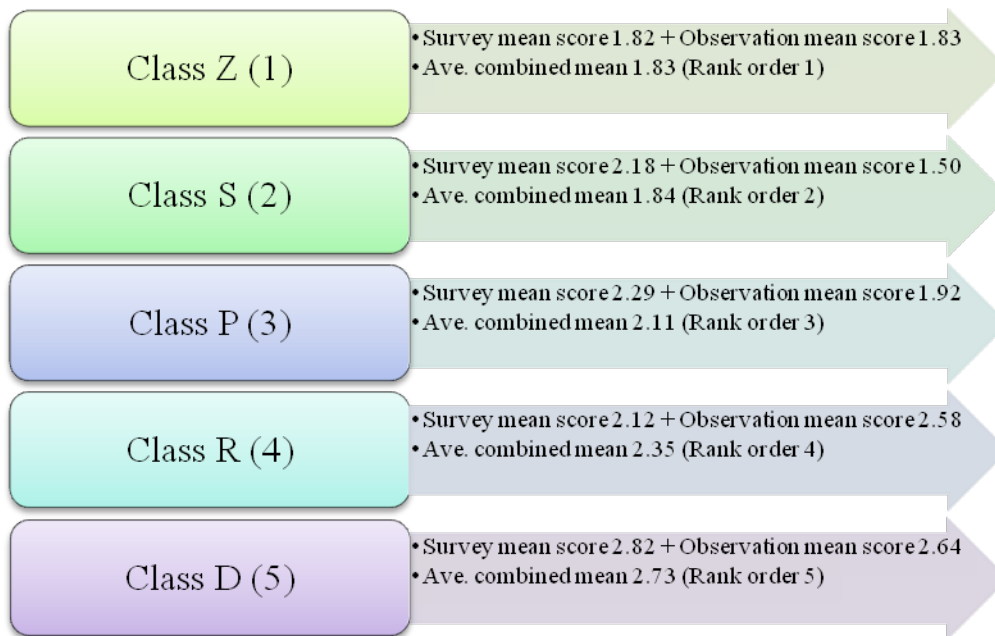 Class Z (1)
• Survey mean score 1.82 + Observation mean score 1.83
• Ave. combined mean 1.83 (Rank order 1)
Class S (2)
• Survey mean score 2.18 + Observation mean score 1.50
• Ave. combined mean 1.84 (Rank order 2)
Class P (3)
• Survey mean score 2.29 + Observation mean score 1.92
• Ave. combined mean 2.11 (Rank order 3)
Class R (4)
• Survey mean score 2.12 + Observation mean score 2.58
• Ave. combined mean 2.35 (Rank order 4)
Class D (5)
• Survey mean score 2.82 + Observation mean score 2.64
• Ave. combined mean 2.73 (Rank order 5)